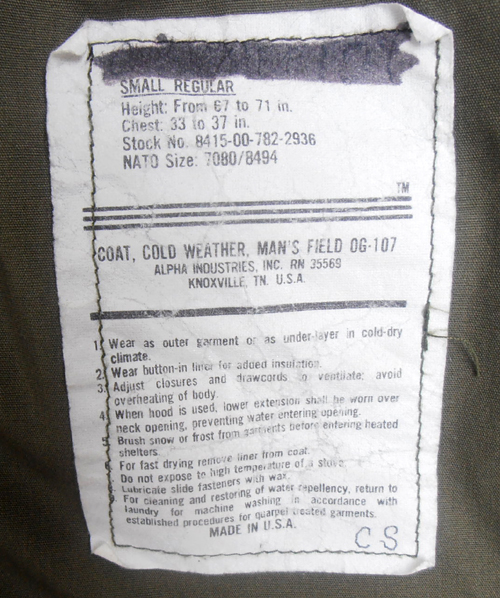 SMALL REGULAR
Height: From 67 to 71 in.
Chest: 33 to 37 in.
Stock No. 8415-00-782-2936
NATO Size: 7080/8494
TM
COAT, COLD WEATHER, MAN'S FIELD OG-107
ALPHA INDUSTRIES, INC. RN 35569
KNOXVILLE, TN. U.S.A.
1. Wear as outer garment or as under-layer in cold-dry
climate.
2. Wear button-in liner for added insulation.
3. Adjust closures and drawcords to ventilate; avoid
overheating of body.
4. When hood is used, lower extension shall be worn over
neck opening, preventing water entering opening.
5. Brush snow or frost from garments before entering heated
shelters.
For fast drying remove liner from coat.
Do not expose to high temperature of a stove.
Lubricate slide fasteners with wax.
For cleaning and restoring of water repellency, return to
laundry for machine washing in accordance with
established procedures for quarpel treated garments.
MADE IN U.S.A.
CS